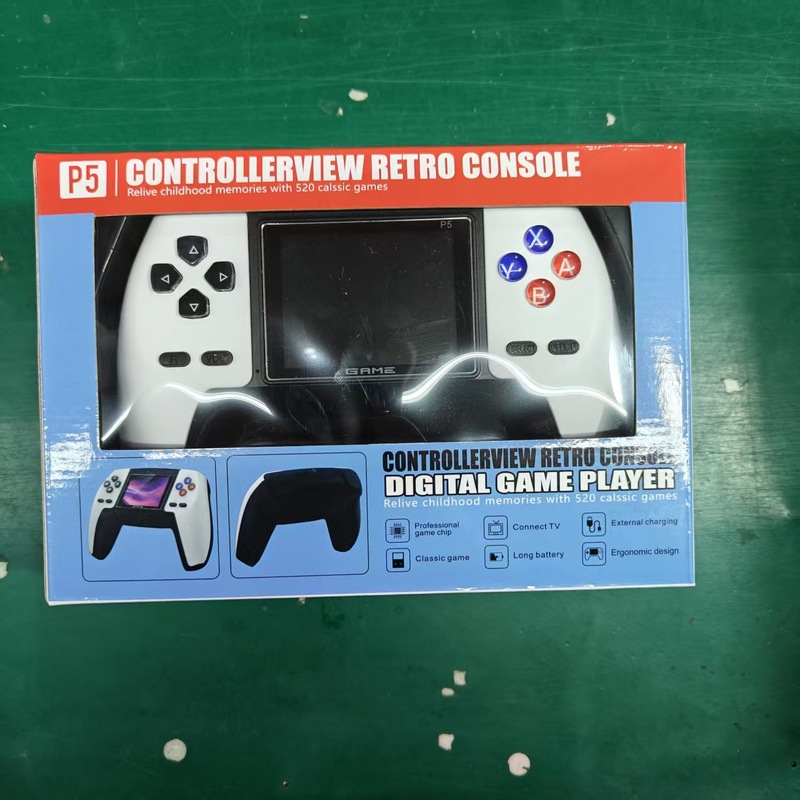 P5
CONTROLLERVIEW RETRO CONSOLE
Relive childhood memories with 520 calssic games
P5
X
Y
A
B
GAME
CONTROLLERVIEW RETRO CONSOLE
DIGITAL GAME PLAYER
Relive childhood memories with 520 calssic games
Professional
game chip
Connect TV
External charging
Classic game
Long battery
Ergonomic design